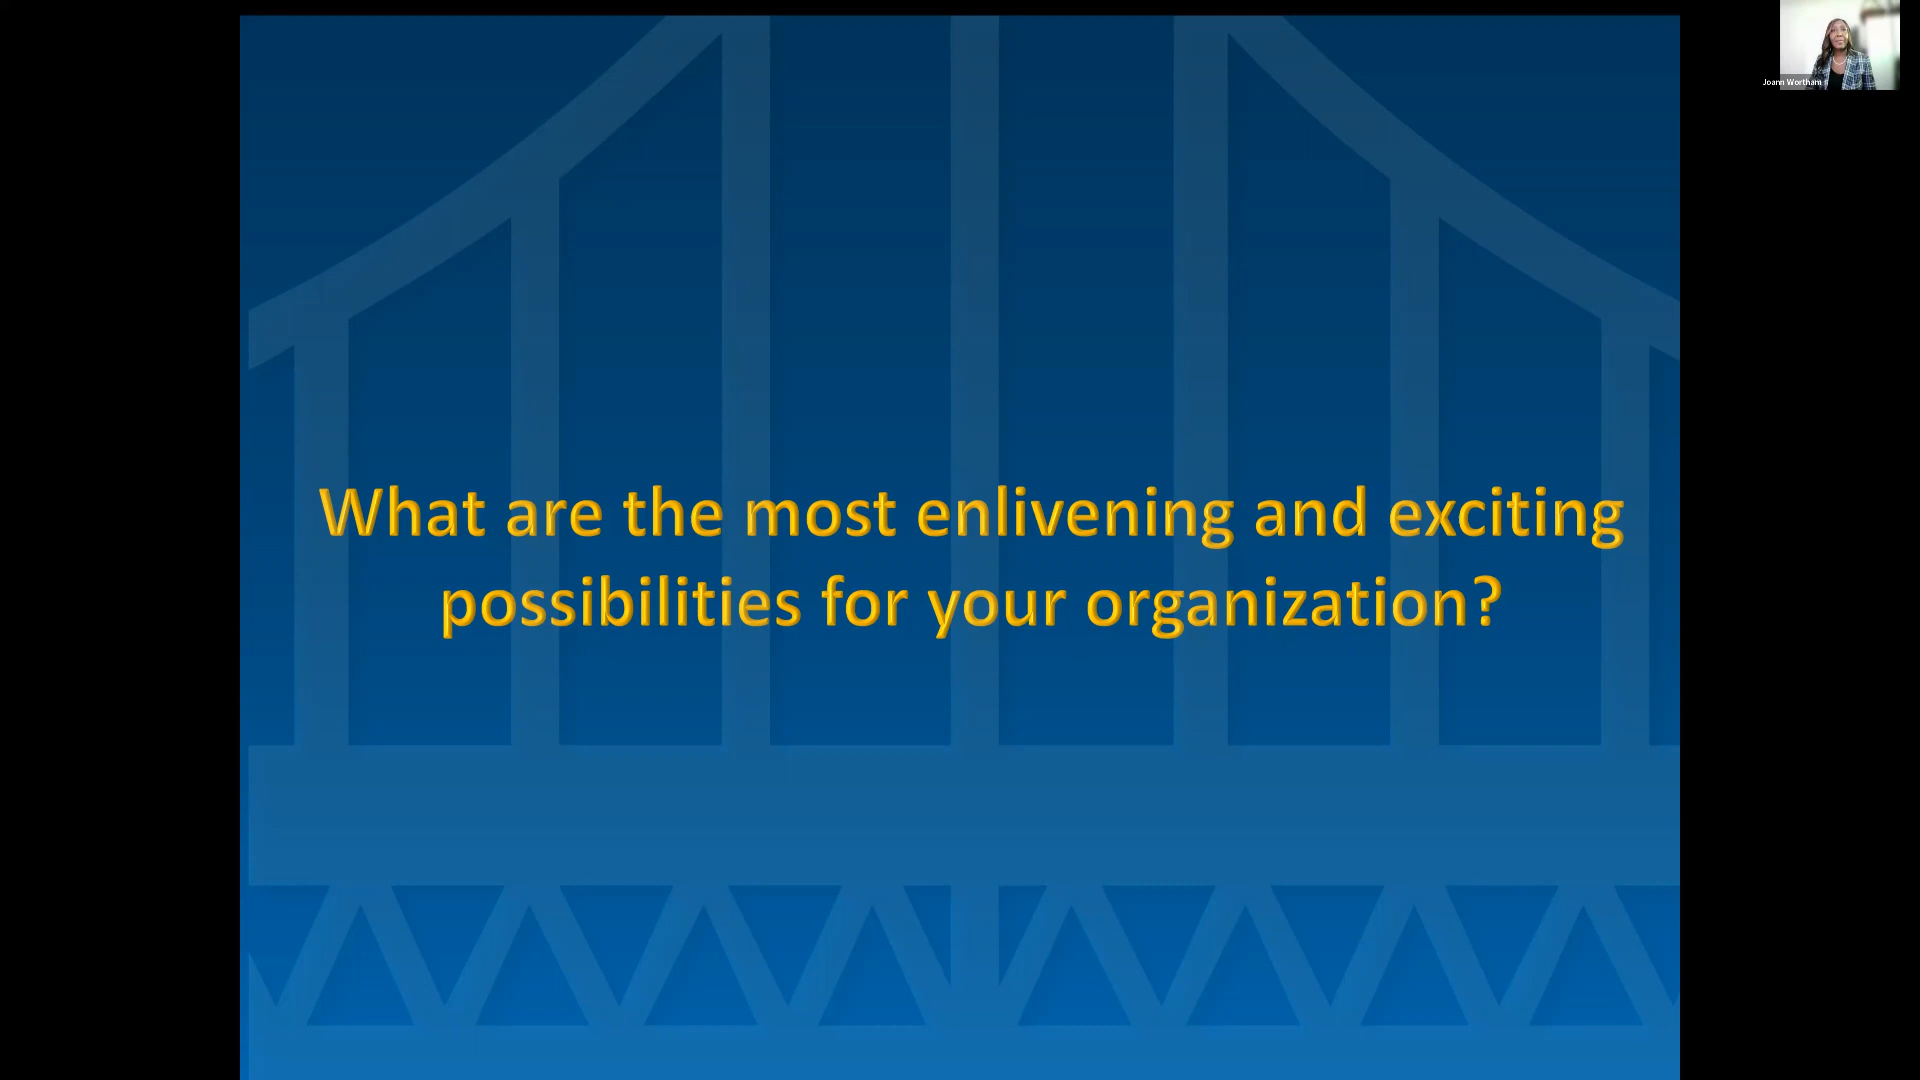 Joann Wortham
What are the most enlivening and exciting
possibilities for your organization?